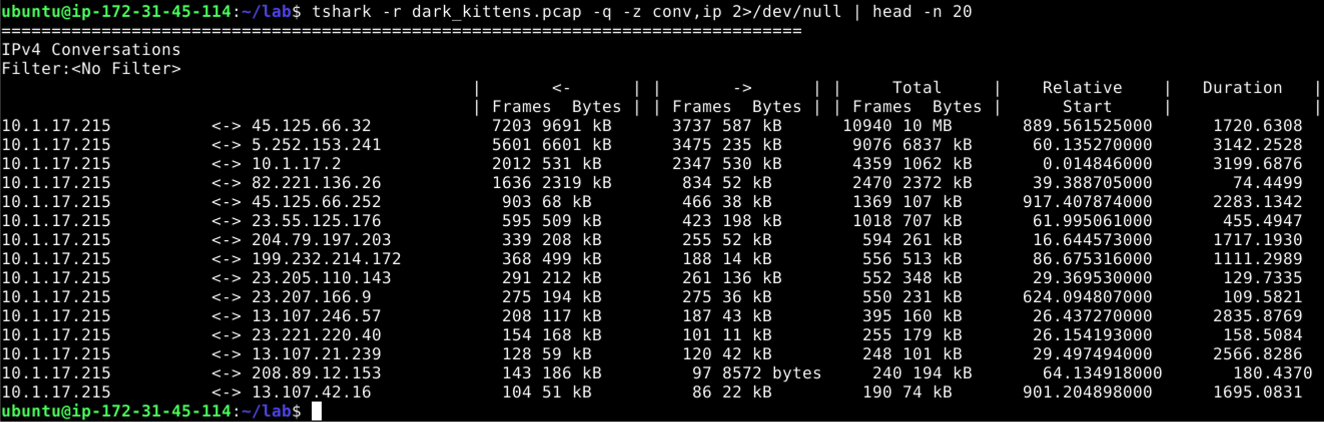 ubuntu@ip-172-31-45-114:~/lab$ tshark -r dark_kittens.pcap -q -z conv,ip 2>/dev/null | head -n 20
================================================================================
IPv4 Conversations
Filter:<No Filter>
                                               |       <-      | |       ->      | |     Total     |    Relative    |   Duration   |
                                               | Frames  Bytes | | Frames  Bytes | | Frames  Bytes |      Start     |              |
10.1.17.215          <-> 45.125.66.32            7203 9691 kB      3737 587 kB      10940 10 MB      889.561525000      1720.6308
10.1.17.215          <-> 5.252.153.241           5601 6601 kB      3475 235 kB       9076 6837 kB     60.135270000      3142.2528
10.1.17.215          <-> 10.1.17.2               2012 531 kB       2347 530 kB       4359 1062 kB      0.014846000      3199.6876
10.1.17.215          <-> 82.221.136.26           1636 2319 kB       834 52 kB        2470 2372 kB     39.388705000        74.4499
10.1.17.215          <-> 45.125.66.252            903 68 kB         466 38 kB        1369 107 kB     917.407874000      2283.1342
10.1.17.215          <-> 23.55.125.176            595 509 kB        423 198 kB       1018 707 kB      61.995061000       455.4947
10.1.17.215          <-> 204.79.197.203           339 208 kB        255 52 kB         594 261 kB      16.644573000      1717.1930
10.1.17.215          <-> 199.232.214.172          368 499 kB        188 14 kB         556 513 kB      86.675316000      1111.2989
10.1.17.215          <-> 23.205.110.143           291 212 kB        261 136 kB        552 348 kB      29.369530000       129.7335
10.1.17.215          <-> 23.207.166.9             275 194 kB        275 36 kB         550 231 kB     624.094807000       109.5821
10.1.17.215          <-> 13.107.246.57            208 117 kB        187 43 kB         395 160 kB      26.437270000      2835.8769
10.1.17.215          <-> 23.221.220.40            154 168 kB        101 11 kB         255 179 kB      26.154193000       158.5084
10.1.17.215          <-> 13.107.21.239            128 59 kB         120 42 kB         248 101 kB      29.497494000      2566.8286
10.1.17.215          <-> 208.89.12.153            143 186 kB         97 8572 bytes     240 194 kB      64.134918000       180.4370
10.1.17.215          <-> 13.107.42.16             104 51 kB          86 22 kB         190 74 kB      901.204898000      1695.0831
ubuntu@ip-172-31-45-114:~/lab$